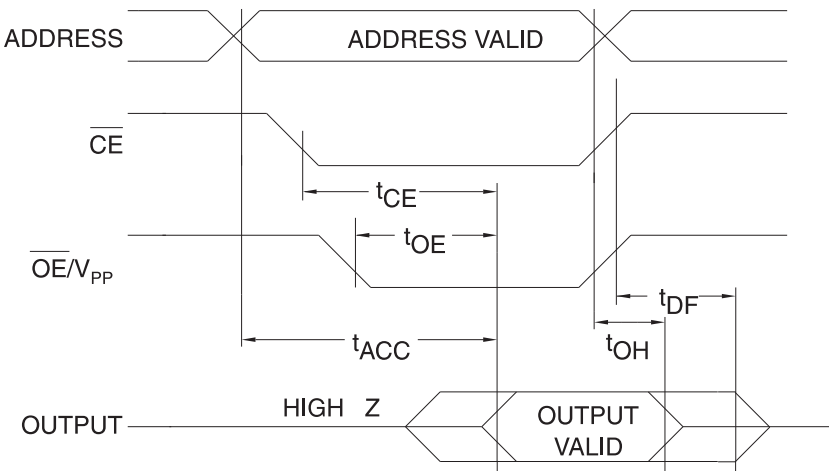 ADDRESS
ADDRESS VALID
CE
tCE
tOE
OE/VPP
tDF
tACC
tOH
HIGH Z
OUTPUT
OUTPUT
VALID